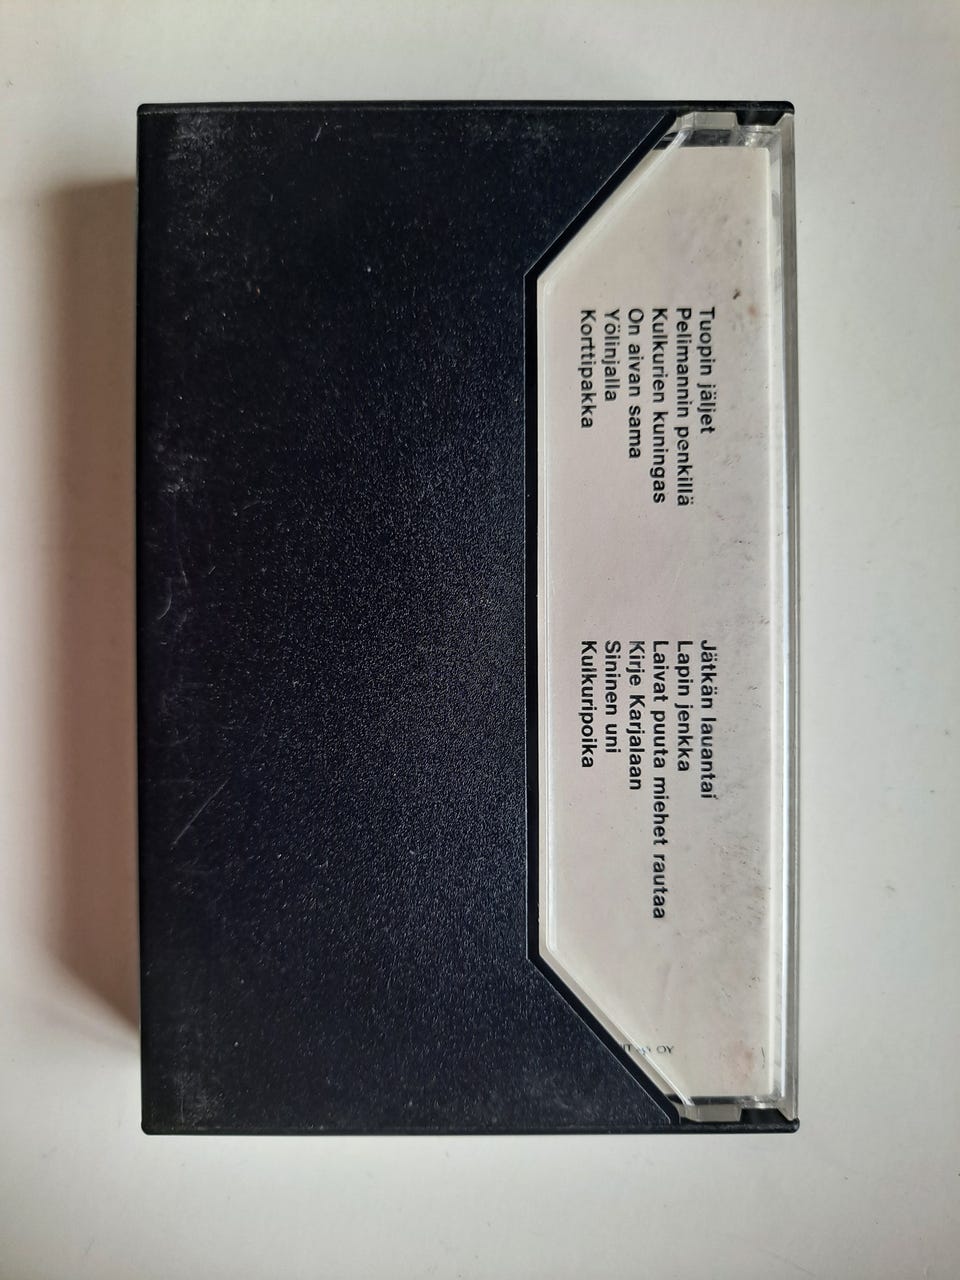 Tuopin jäljet
Pelimannin penkillä
Kulkurien kuningas
On aivan sama
Yölinjalla
Korttipakka
Jätkän lauantai
Lapin jenkka
Laivat puuta miehet rautaa
Kirje Karjalaan
Sininen uni
Kulkuripoika
OY